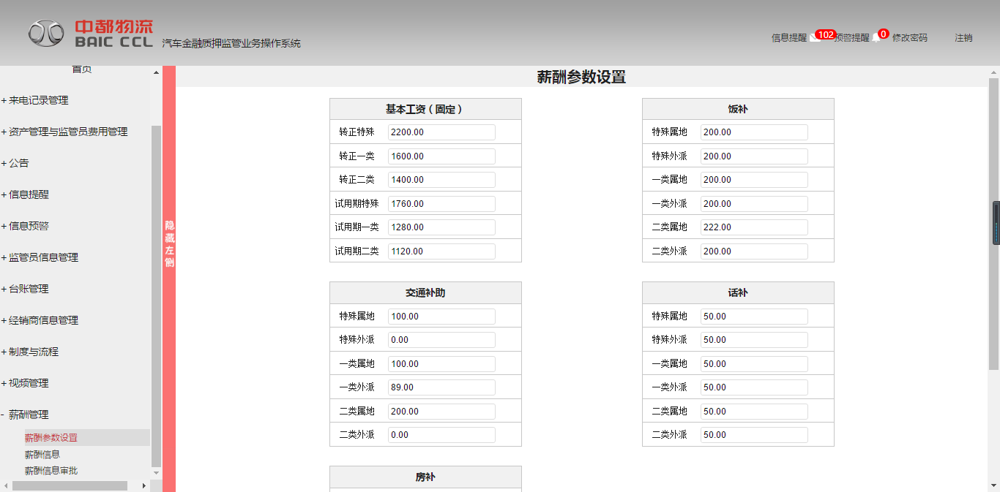 中都物流
BAIC CCL
汽车金融质押监管业务操作系统
信息提醒 102 预警提醒 0 修改密码 注销
首页
+ 来电记录管理
+ 资产管理与监管员费用管理
+ 公告
+ 信息提醒
+ 信息预警
+ 监管员信息管理
+ 台账管理
+ 经销商信息管理
+ 制度与流程
+ 视频管理
- 薪酬管理
薪酬参数设置
薪酬信息
薪酬信息审批
隐藏左侧
薪酬参数设置
基本工资（固定）
转正特殊 2200.00
转正一类 1600.00
转正二类 1400.00
试用期特殊 1760.00
试用期一类 1280.00
试用期二类 1120.00
饭补
特殊属地 200.00
特殊外派 200.00
一类属地 200.00
一类外派 200.00
二类属地 222.00
二类外派 200.00
交通补助
特殊属地 100.00
特殊外派 0.00
一类属地 100.00
一类外派 89.00
二类属地 200.00
二类外派 0.00
话补
特殊属地 50.00
特殊外派 50.00
一类属地 50.00
一类外派 50.00
二类属地 50.00
二类外派 50.00
房补